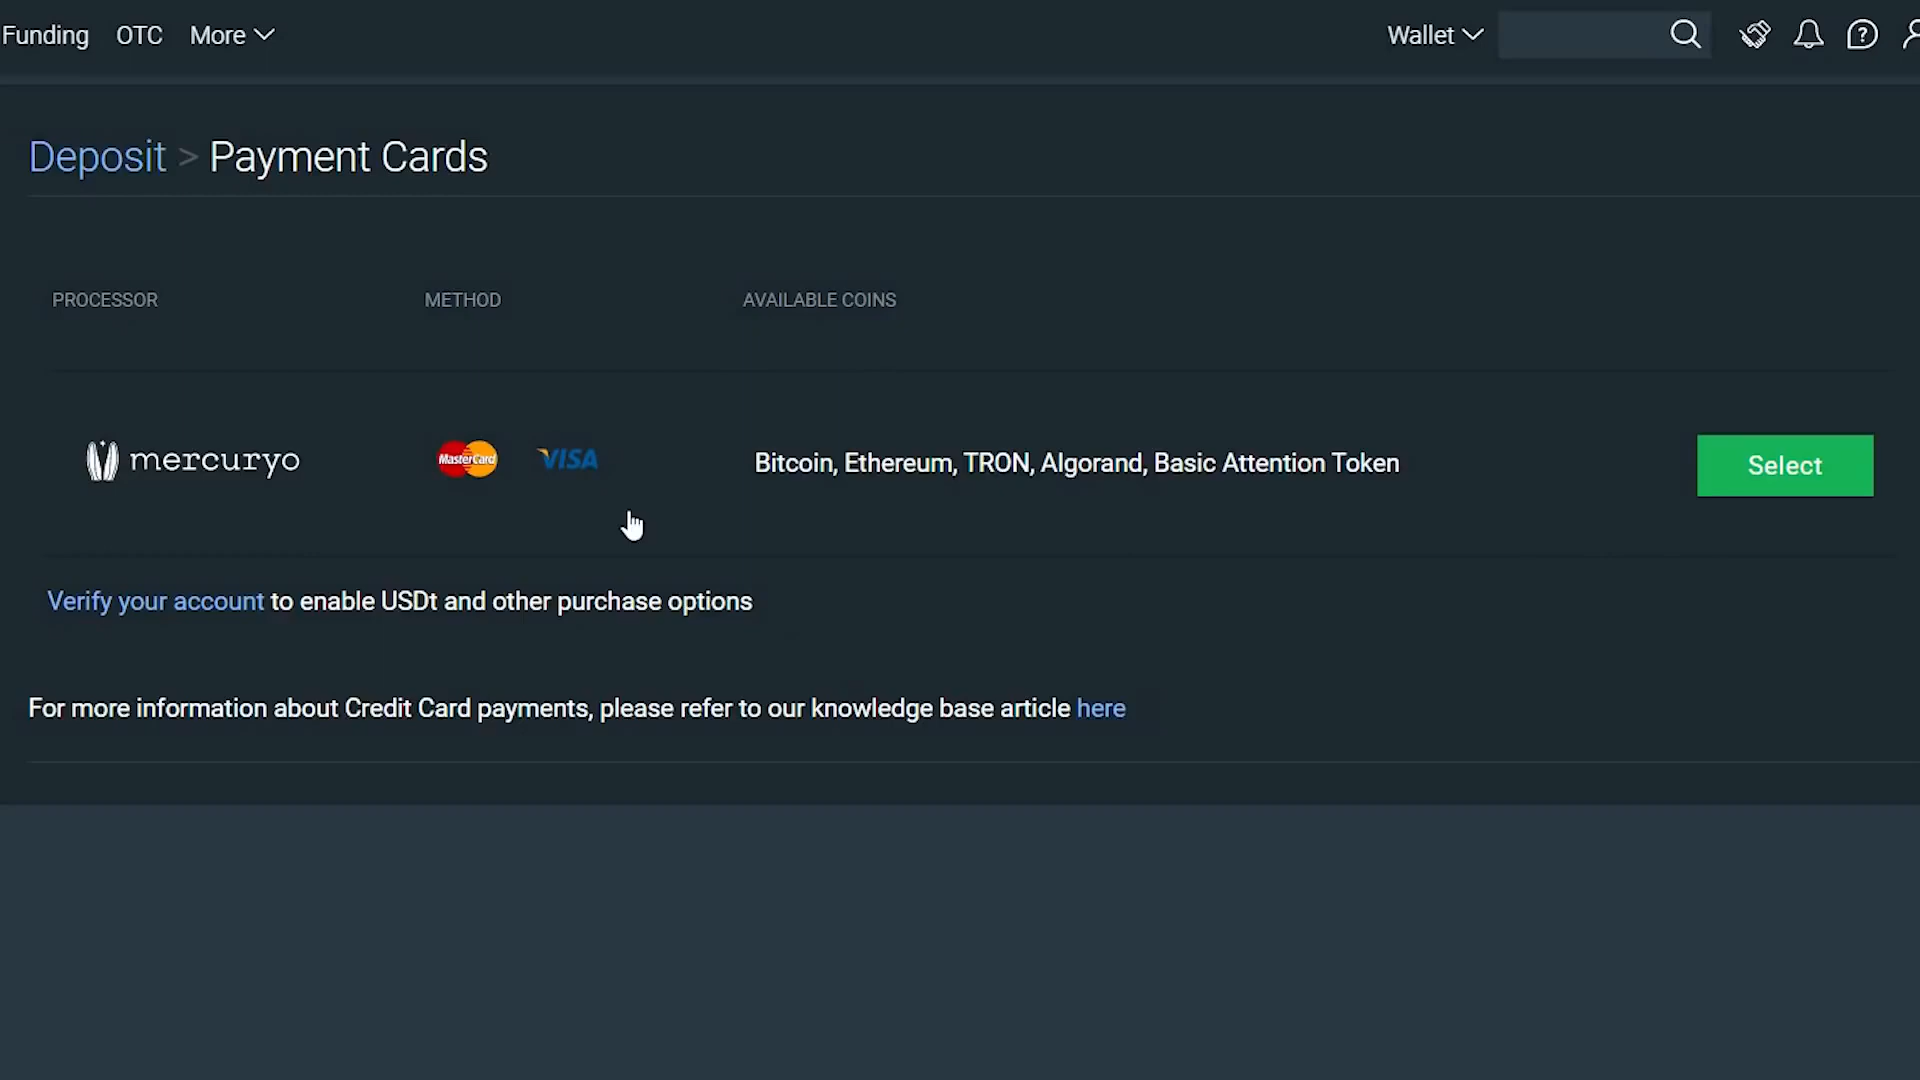 Funding OTC More Wallet
Deposit > Payment Cards
PROCESSOR METHOD AVAILABLE COINS
mercuryo MasterCard VISA Bitcoin, Ethereum, TRON, Algorand, Basic Attention Token Select
Verify your account to enable USDt and other purchase options
For more information about Credit Card payments, please refer to our knowledge base article here